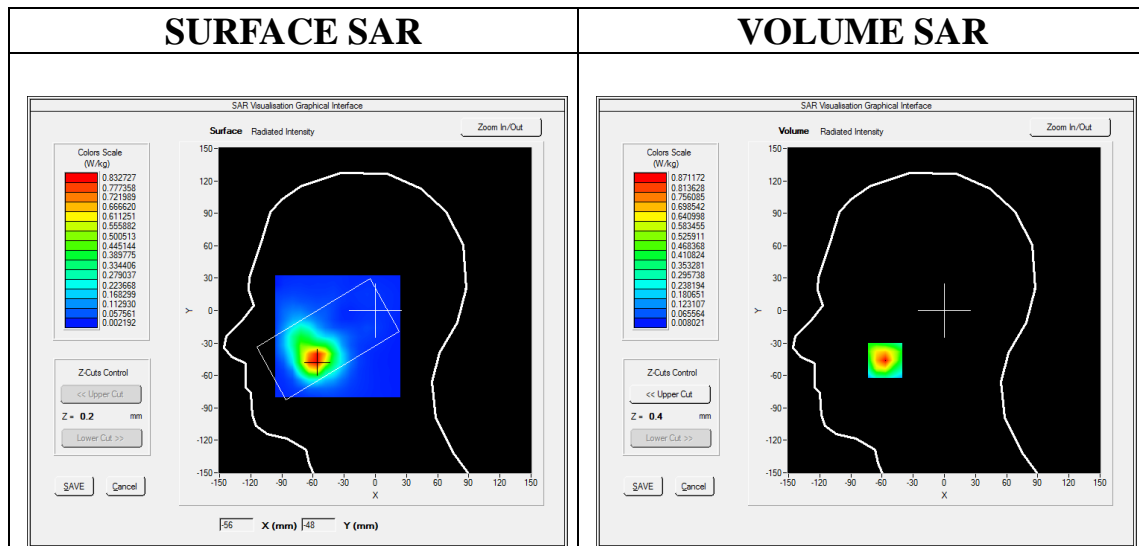 SURFACE SAR
VOLUME SAR
SAR Visualisation Graphical Interface
Surface Radiated Intensity
Zoom In/Out
Colors Scale
(W/kg)
0.832727
0.777358
0.721989
0.666620
0.611251
0.555882
0.500513
0.445144
0.389775
0.334406
0.279037
0.223668
0.168299
0.112930
0.057561
0.002192
Z-Cuts Control
<< Upper Cut
Z = 0.2 mm
Lower Cut >>
SAVE Cancel
150
120
90
60
30
0
-30
-60
-90
-120
-150
Y
-150 -120 -90 -60 -30 0 30 60 90 120 150
X
-56 X (mm) -48 Y (mm)
SAR Visualisation Graphical Interface
Volume Radiated Intensity
Zoom In/Out
Colors Scale
(W/kg)
0.871172
0.813628
0.756085
0.698542
0.640998
0.583455
0.525911
0.468368
0.410824
0.353281
0.295738
0.238194
0.180651
0.123107
0.065564
0.008021
Z-Cuts Control
<< Upper Cut
Z = 0.4 mm
Lower Cut >>
SAVE Cancel
150
120
90
60
30
0
-30
-60
-90
-120
-150
Y
-150 -120 -90 -60 -30 0 30 60 90 120 150
X